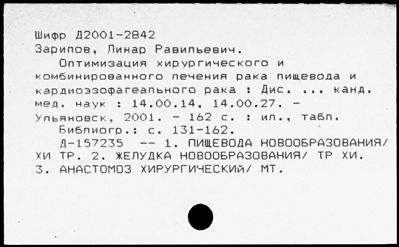 Шифр Д2001-2842
Зарипов, Линар Равильевич.
Оптимизация хирургического и
комбинированного лечения рака пищевода и
кардиоэзофагеального рака : Дис. ... канд.
мед. наук : 14.00.14, 14.00.27. -
Ульяновск, 2001. - 162 с. : ил., табл.
Библиогр.: с. 131-162.
Д-157235 -- 1. ПИЩЕВОДА НОВООБРАЗОВАНИЯ/
ХИ ТР. 2. ЖЕЛУДКА НОВООБРАЗОВАНИЯ/ ТР ХИ.
3. АНАСТОМОЗ ХИРУРГИЧЕСКИЙ/ МТ.